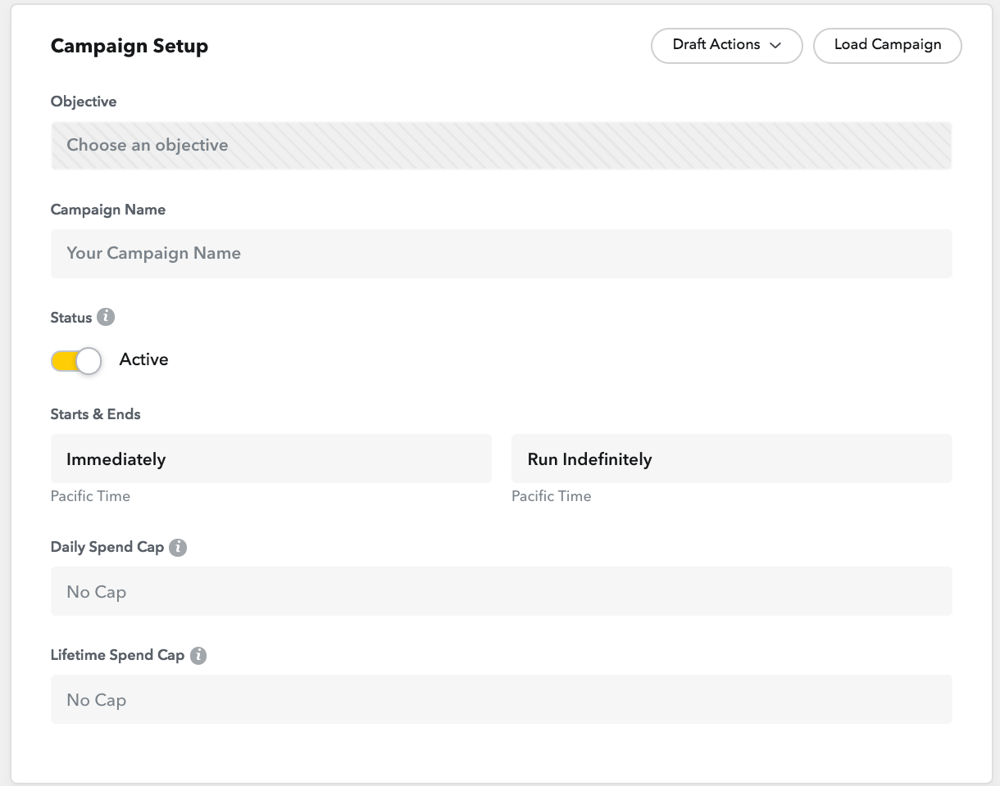 Campaign Setup
Draft Actions
Load Campaign
Objective
Choose an objective
Campaign Name
Your Campaign Name
Status i
Active
Starts & Ends
Immediately
Run Indefinitely
Pacific Time
Pacific Time
Daily Spend Cap i
No Cap
Lifetime Spend Cap i
No Cap